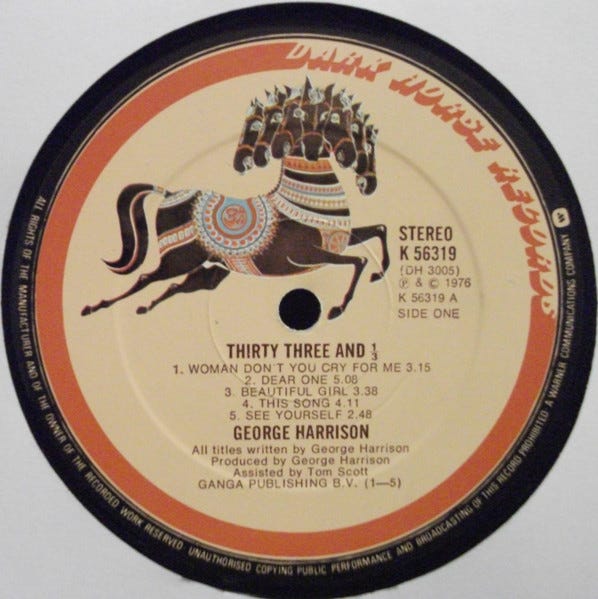 DARK HORSE RECORDS
STEREO
K 56319
(DH 3005)
℗ & © 1976
K 56319 A
SIDE ONE
THIRTY THREE AND 1/3
1. WOMAN DON'T YOU CRY FOR ME 3.15
2. DEAR ONE 5.08
3. BEAUTIFUL GIRL 3.38
4. THIS SONG 4.11
5. SEE YOURSELF 2.48
GEORGE HARRISON
All titles written by George Harrison
Produced by George Harrison
Assisted by Tom Scott
GANGA PUBLISHING B.V. (1—5)
ALL RIGHTS OF THE MANUFACTURER AND OF THE OWNER OF THE RECORDED WORK RESERVED. UNAUTHORISED COPYING PUBLIC PERFORMANCE AND BROADCASTING OF THIS RECORD PROHIBITED. A WARNER COMMUNICATIONS COMPANY